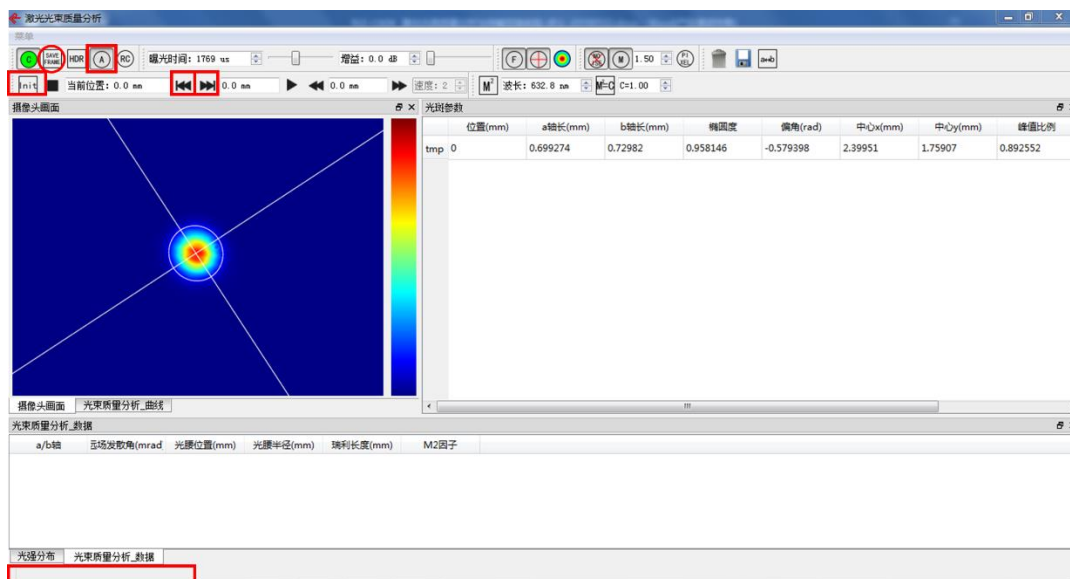 激光光束质量分析
菜单
C SAVE FRAME HDR A RC 曝光时间: 1769 us 增益: 0.0 dB F M 1.50 a↔b
Init 当前位置: 0.0 mm 0.0 mm 0.0 mm 速度: 2 M² 波长: 632.8 nm M²=C C=1.00
摄像头画面 光斑参数
位置(mm) a轴长(mm) b轴长(mm) 椭圆度 偏角(rad) 中心x(mm) 中心y(mm) 峰值比例
tmp 0 0.699274 0.72982 0.958146 -0.579398 2.39951 1.75907 0.892552
摄像头画面 光束质量分析_曲线
光束质量分析_数据
a/b轴 远场发散角(mrad 光腰位置(mm) 光腰半径(mm) 瑞利长度(mm) M2因子
光强分布 光束质量分析_数据